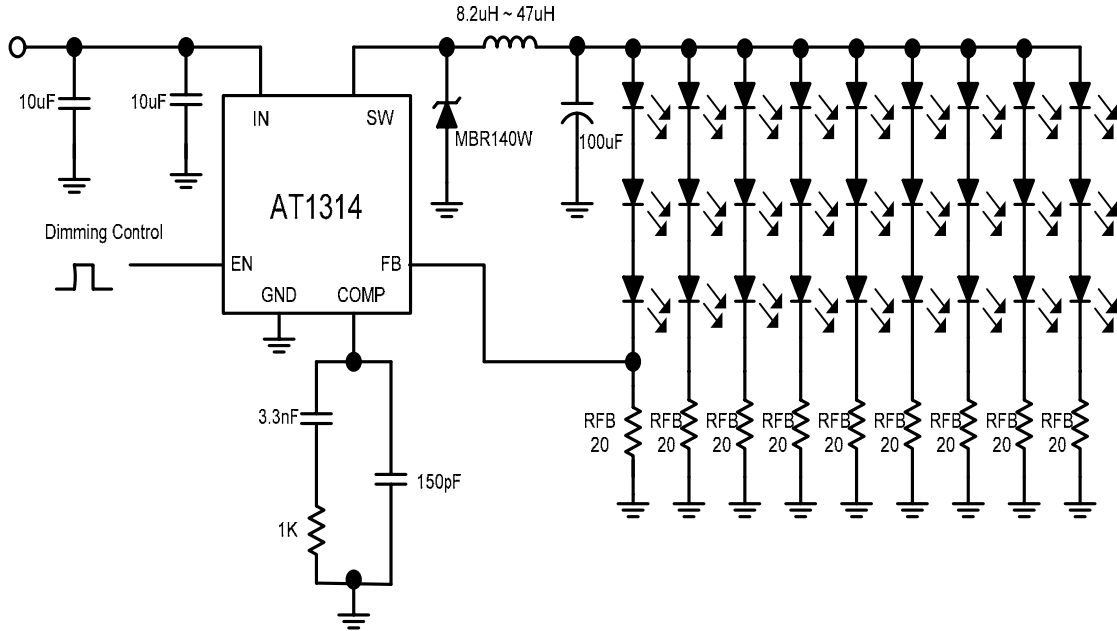 8.2uH ~ 47uH
10uF
10uF
IN
SW
MBR140W
100uF
AT1314
Dimming Control
EN
FB
GND
COMP
3.3nF
150pF
1K
RFB
20
RFB
20
RFB
20
RFB
20
RFB
20
RFB
20
RFB
20
RFB
20
RFB
20